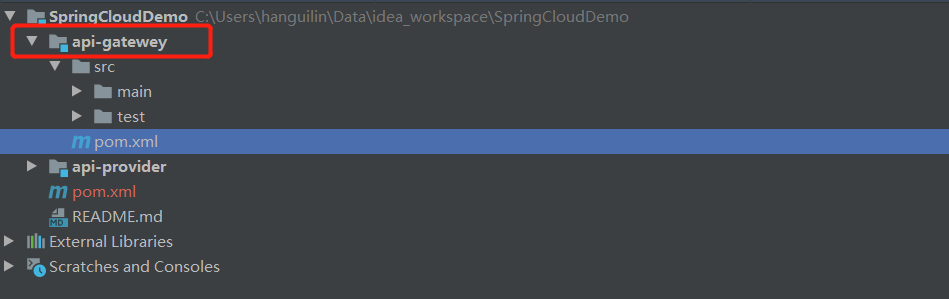 SpringCloudDemo C:\Users\hanguilin\Data\idea_workspace\SpringCloudDemo
api-gatewey
src
main
test
m pom.xml
api-provider
m pom.xml
MD README.md
External Libraries
Scratches and Consoles